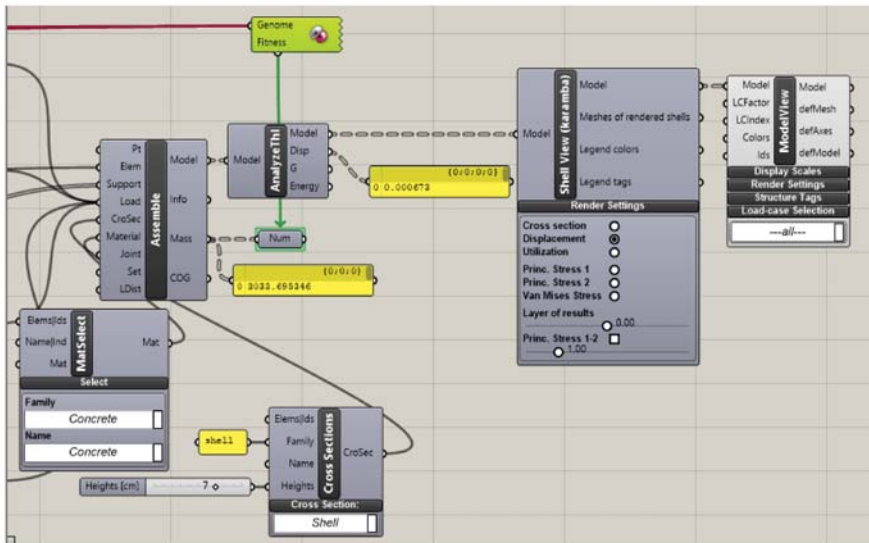 Genome
Fitness
Pt
Elem
Support
Load
CroSec
Material
Joint
Set
LDist
Assemble
Model
Info
Mass
COG
Model
AnalyzeThI
Model
Disp
G
Energy
{0;0;0;0}
0 0.000673
Num
{0;0;0}
0 2032.695346
Model
Shell View (karamba)
Model
Meshes of rendered shells
Legend colors
Legend tags
Render Settings
Cross section
Displacement
Utilization
Princ. Stress 1
Princ. Stress 2
Van Mises Stress
Layer of results
0.00
Princ. Stress 1-2
1.00
Model
LCFactor
LCIndex
Colors
Ids
ModelView
Model
defMesh
defAxes
defModel
Display Scales
Render Settings
Structure Tags
Load-case Selection
---all---
Elems|Ids
Name|Ind
Mat
MatSelect
Mat
Select
Family
Concrete
Name
Concrete
shell
Heights [cm]
7
Elems|Ids
Family
Name
Heights
Cross Sections
CroSec
Cross Section:
Shell